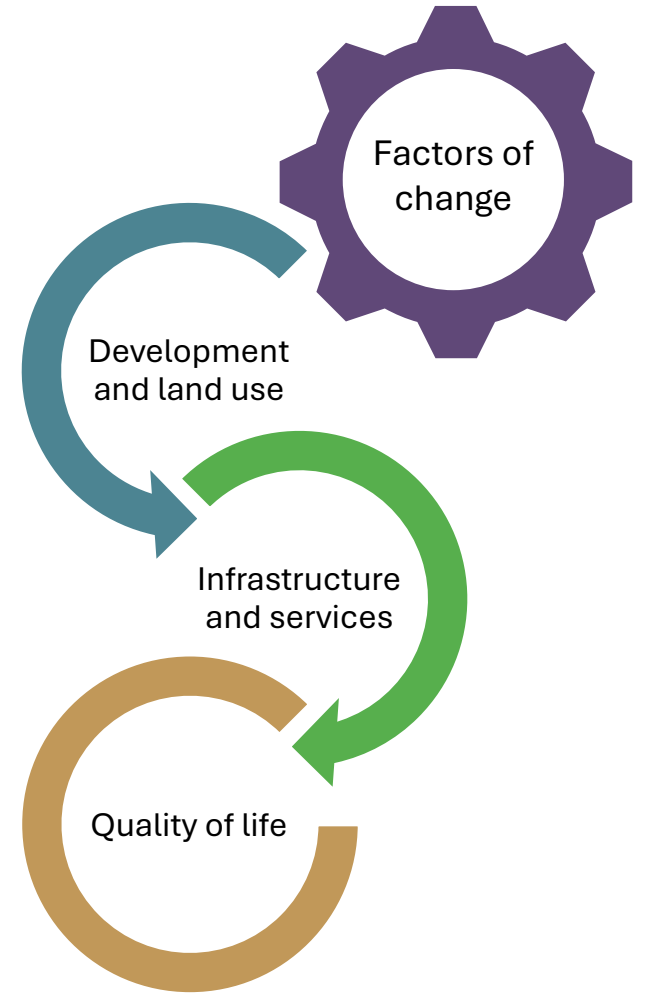 Factors of
change
Development
and land use
Infrastructure
and services
Quality of life